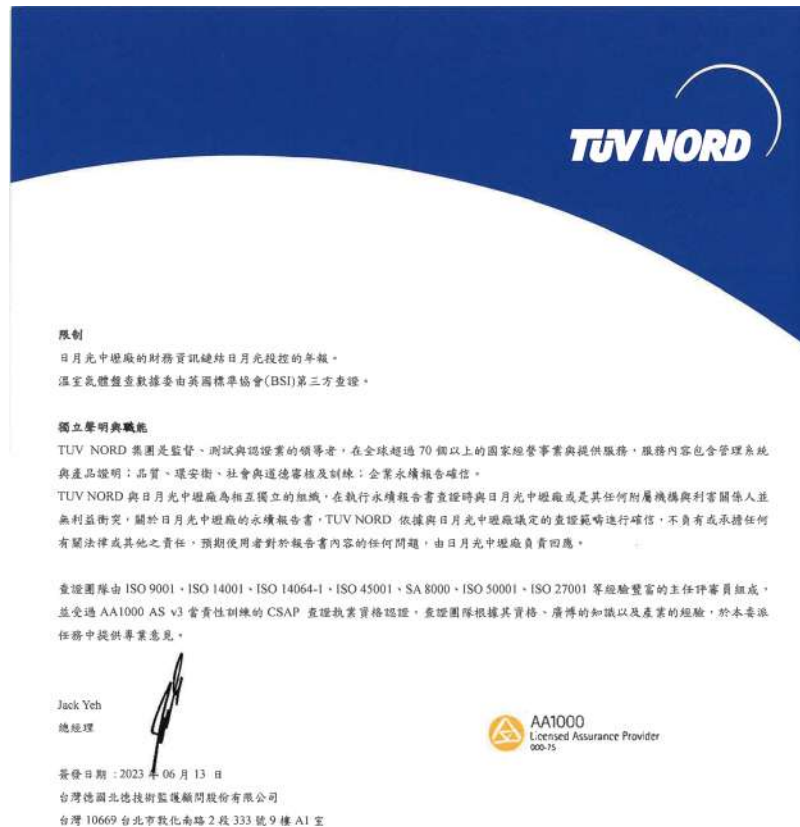 TÜV NORD
限制
日月光中壢廠的財務資訊鏈結日月光投控的年報。
溫室氣體盤查數據委由英國標準協會(BSI)第三方查證。
獨立聲明與職能
TUV NORD 集團是監督、測試與認證業的領導者，在全球超過 70 個以上的國家經營事業與提供服務，服務內容包含管理系統
與產品證明；品質、環安衛、社會與道德審核及訓練；企業永續報告確信。
TUV NORD 與日月光中壢廠為相互獨立的組織，在執行永續報告書查證時與日月光中壢廠或是其任何附屬機構與利害關係人並
無利益衝突，關於日月光中壢廠的永續報告書，TUV NORD 依據與日月光中壢廠議定的查證範疇進行確信，不負有或承擔任何
有關法律或其他之責任，預期使用者對於報告書內容的任何問題，由日月光中壢廠負責回應。
查證團隊由 ISO 9001、ISO 14001、ISO 14064-1、ISO 45001、SA 8000、ISO 50001、ISO 27001 等經驗豐富的主任評審員組成，
並受過 AA1000 AS v3 當責性訓練的 CSAP 查證執業資格認證，查證團隊根據其資格、廣博的知識以及產業的經驗，於本委派
任務中提供專業意見。
Jack Yeh
總經理
AA1000
Licensed Assurance Provider
000-75
簽發日期：2023 年 06 月 13 日
台灣德國北德技術監護顧問股份有限公司
台灣 10669 台北市敦化南路 2 段 333 號 9 樓 A1 室